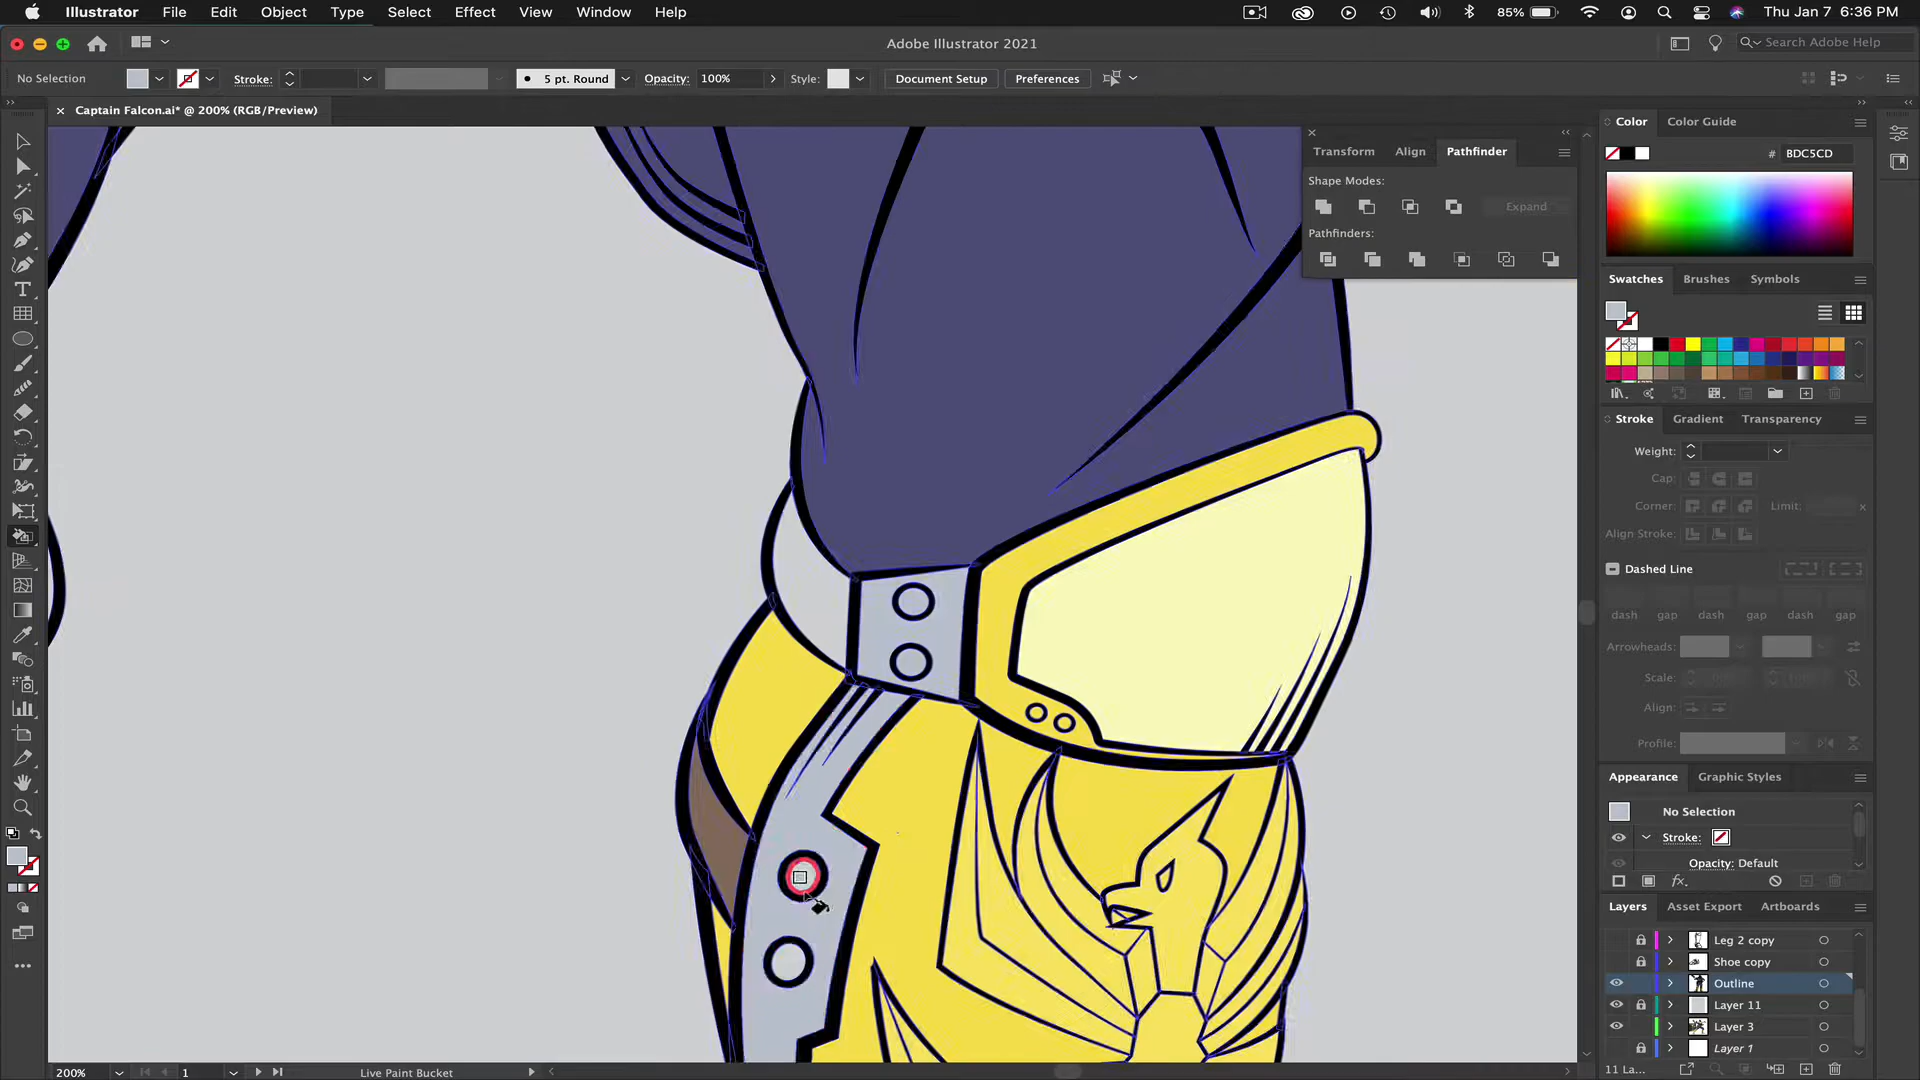 Illustrator File Edit Object Type Select Effect View Window Help 85% Thu Jan 7 6:36 PM
Adobe Illustrator 2021
Search Adobe Help
No Selection Stroke: 5 pt. Round Opacity: 100% Style: Document Setup Preferences
× Captain Falcon.ai* @ 200% (RGB/Preview)
Color Color Guide
# BDC5CD
Transform Align Pathfinder
Shape Modes:
Expand
Pathfinders:
Swatches Brushes Symbols
Stroke Gradient Transparency
Weight:
Cap:
Corner: Limit: x
Align Stroke:
Dashed Line
dash gap dash gap dash gap
Arrowheads:
Scale:
Align:
Profile:
Appearance Graphic Styles
No Selection
Stroke:
Opacity: Default
fx
Layers Asset Export Artboards
Leg 2 copy
Shoe copy
Outline
Layer 11
Layer 3
Layer 1
11 La...
200% 1 Live Paint Bucket